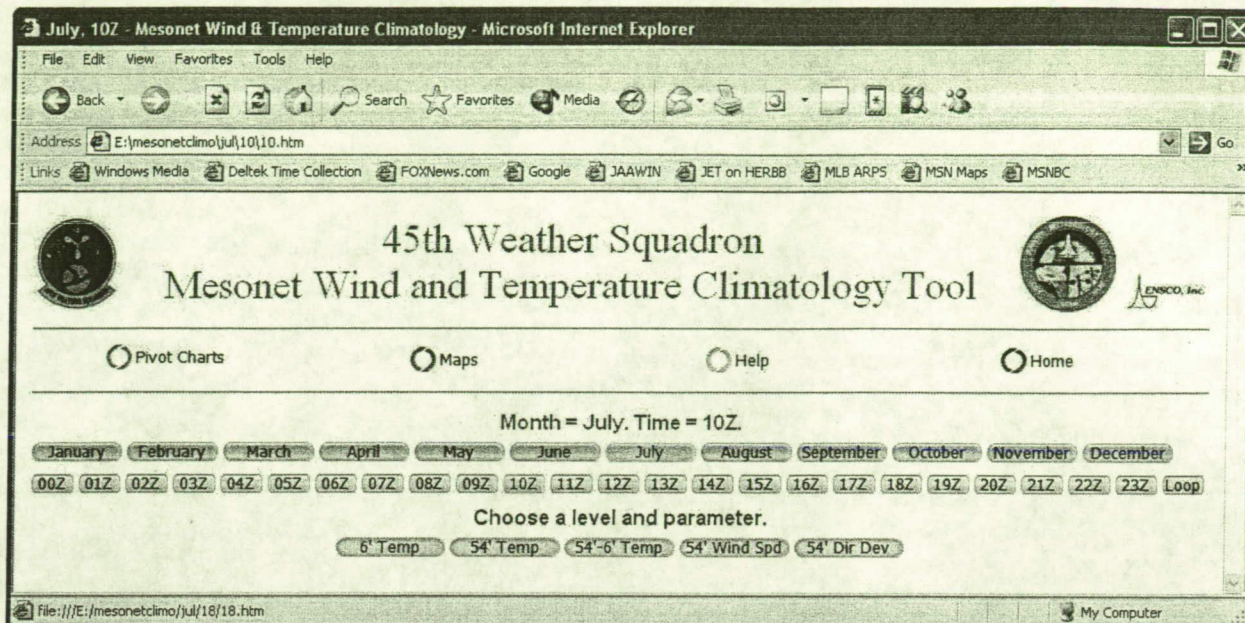 July, 10Z - Mesonet Wind & Temperature Climatology - Microsoft Internet Explorer
File Edit View Favorites Tools Help
Back Search Favorites Media
Address E:\mesonetclimo\jul\10\10.htm Go
Links Windows Media Deltek Time Collection FOXNews.com Google JAAWIN JET on HERBB MLB ARPS MSN Maps MSNBC »
45th Weather Squadron
Mesonet Wind and Temperature Climatology Tool
ENSCO, Inc.
Pivot Charts Maps Help Home
Month = July. Time = 10Z.
January February March April May June July August September October November December
00Z 01Z 02Z 03Z 04Z 05Z 06Z 07Z 08Z 09Z 10Z 11Z 12Z 13Z 14Z 15Z 16Z 17Z 18Z 19Z 20Z 21Z 22Z 23Z Loop
Choose a level and parameter.
6' Temp 54' Temp 54'-6' Temp 54' Wind Spd 54' Dir Dev
file:///E:/mesonetclimo/jul/18/18.htm My Computer